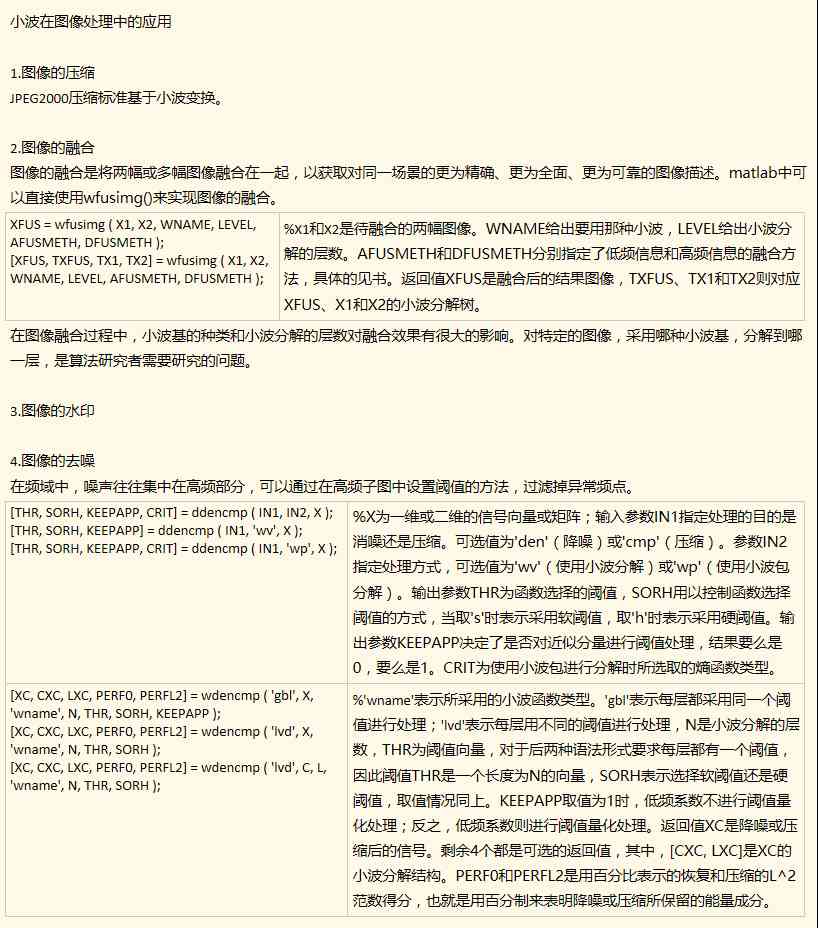 小波在图像处理中的应用
1.图像的压缩
JPEG2000压缩标准基于小波变换。
2.图像的融合
图像的融合是将两幅或多幅图像融合在一起，以获取对同一场景的更为精确、更为全面、更为可靠的图像描述。matlab中可
以直接使用wfusimg()来实现图像的融合。
XFUS = wfusimg ( X1, X2, WNAME, LEVEL,
AFUSMETH, DFUSMETH );
[XFUS, TXFUS, TX1, TX2] = wfusimg ( X1, X2,
WNAME, LEVEL, AFUSMETH, DFUSMETH );
%X1和X2是待融合的两幅图像。WNAME给出要用那种小波，LEVEL给出小波分
解的层数。AFUSMETH和DFUSMETH分别指定了低频信息和高频信息的融合方
法，具体的见书。返回值XFUS是融合后的结果图像，TXFUS、TX1和TX2则对应
XFUS、X1和X2的小波分解树。
在图像融合过程中，小波基的种类和小波分解的层数对融合效果有很大的影响。对特定的图像，采用哪种小波基，分解到哪
一层，是算法研究者需要研究的问题。
3.图像的水印
4.图像的去噪
在频域中，噪声往往集中在高频部分，可以通过在高频子图中设置阈值的方法，过滤掉异常频点。
[THR, SORH, KEEPAPP, CRIT] = ddencmp ( IN1, IN2, X );
[THR, SORH, KEEPAPP] = ddencmp ( IN1, 'wv', X );
[THR, SORH, KEEPAPP, CRIT] = ddencmp ( IN1, 'wp', X );
%X为一维或二维的信号向量或矩阵；输入参数IN1指定处理的目的是
消噪还是压缩。可选值为'den'（降噪）或'cmp'（压缩）。参数IN2
指定处理方式，可选值为'wv'（使用小波分解）或'wp'（使用小波包
分解）。输出参数THR为函数选择的阈值，SORH用以控制函数选择
阈值的方式，当取's'时表示采用软阈值，取'h'时表示采用硬阈值。输
出参数KEEPAPP决定了是否对近似分量进行阈值处理，结果要么是
0，要么是1。CRIT为使用小波包进行分解时所选取的熵函数类型。
[XC, CXC, LXC, PERF0, PERFL2] = wdencmp ( 'gbl', X,
'wname', N, THR, SORH, KEEPAPP );
[XC, CXC, LXC, PERF0, PERFL2] = wdencmp ( 'lvd', X,
'wname', N, THR, SORH );
[XC, CXC, LXC, PERF0, PERFL2] = wdencmp ( 'lvd', C, L,
'wname', N, THR, SORH );
%'wname'表示所采用的小波函数类型。'gbl'表示每层都采用同一个阈
值进行处理；'lvd'表示每层用不同的阈值进行处理，N是小波分解的层
数，THR为阈值向量，对于后两种语法形式要求每层都有一个阈值，
因此阈值THR是一个长度为N的向量，SORH表示选择软阈值还是硬
阈值，取值情况同上。KEEPAPP取值为1时，低频系数不进行阈值量
化处理；反之，低频系数则进行阈值量化处理。返回值XC是降噪或压
缩后的信号。剩余4个都是可选的返回值，其中，[CXC, LXC]是XC的
小波分解结构。PERF0和PERFL2是用百分比表示的恢复和压缩的L^2
范数得分，也就是用百分制来表明降噪或压缩所保留的能量成分。